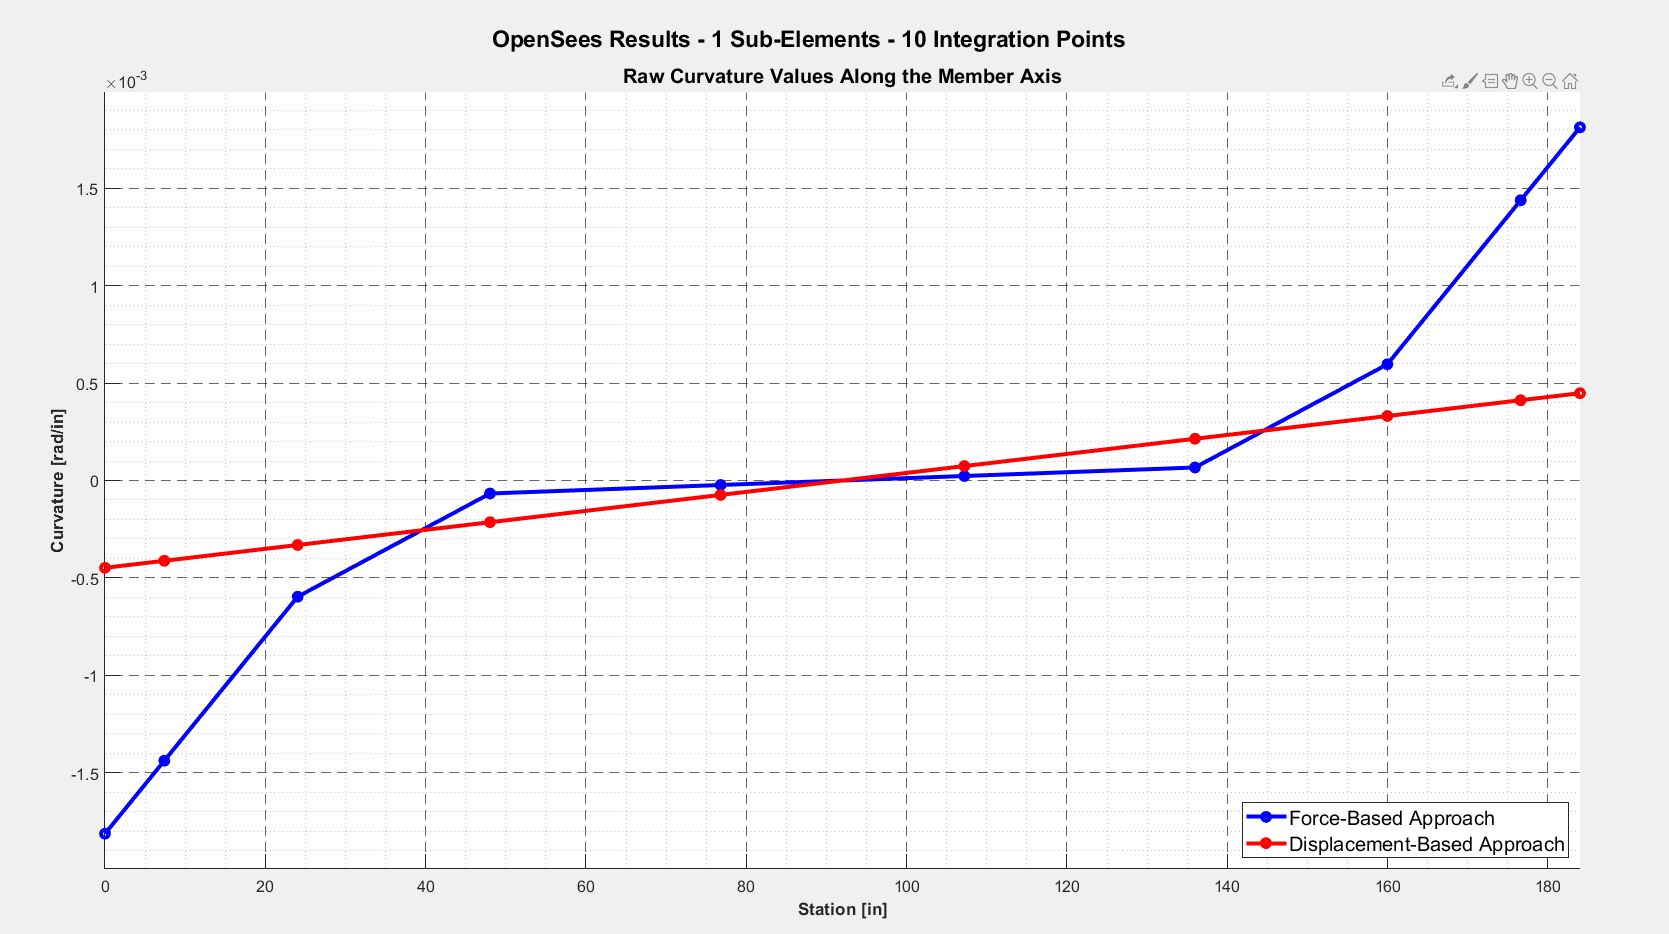 OpenSees Results - 1 Sub-Elements - 10 Integration Points
Raw Curvature Values Along the Member Axis
×10⁻³
1.5
1
0.5
0
-0.5
-1
-1.5
Curvature [rad/in]
0 20 40 60 80 100 120 140 160 180
Station [in]
Force-Based Approach
Displacement-Based Approach